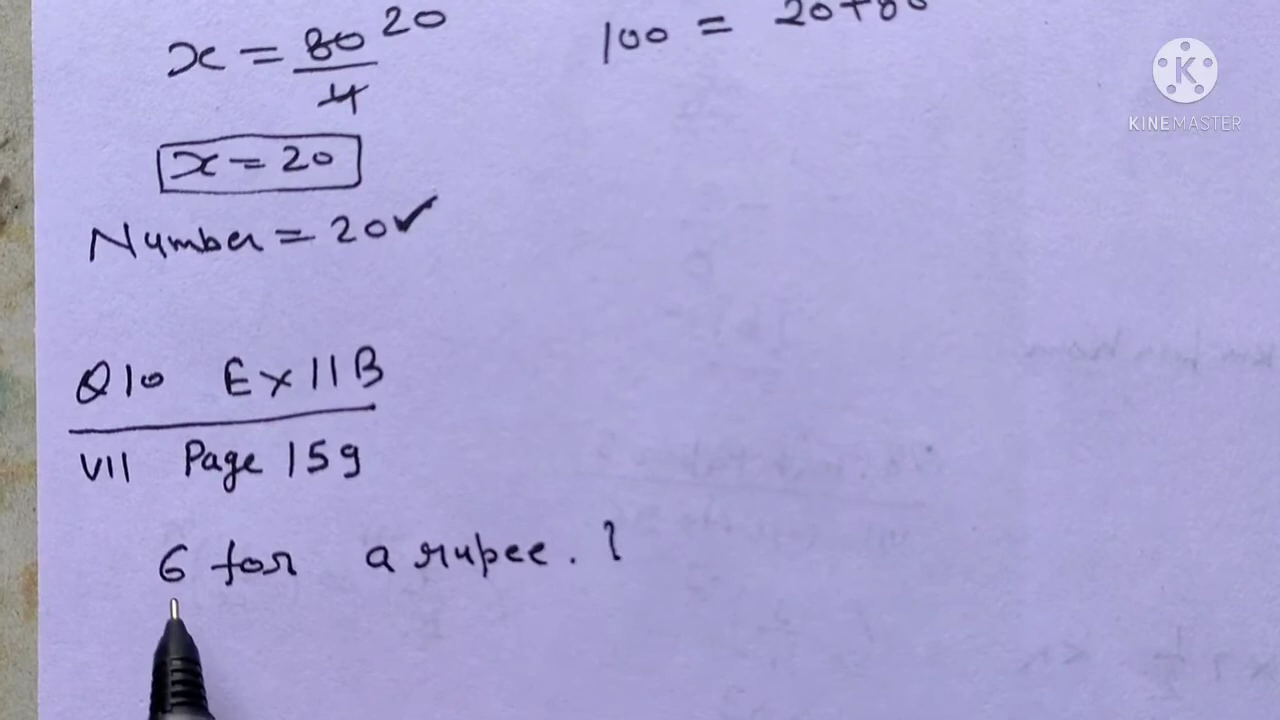 x = 80 20
4
100 = 20+80
x = 20
Number = 20 ✓
Q10 Ex 11B
VII Page 159
6 for a rupee. ?
K
KINEMASTER